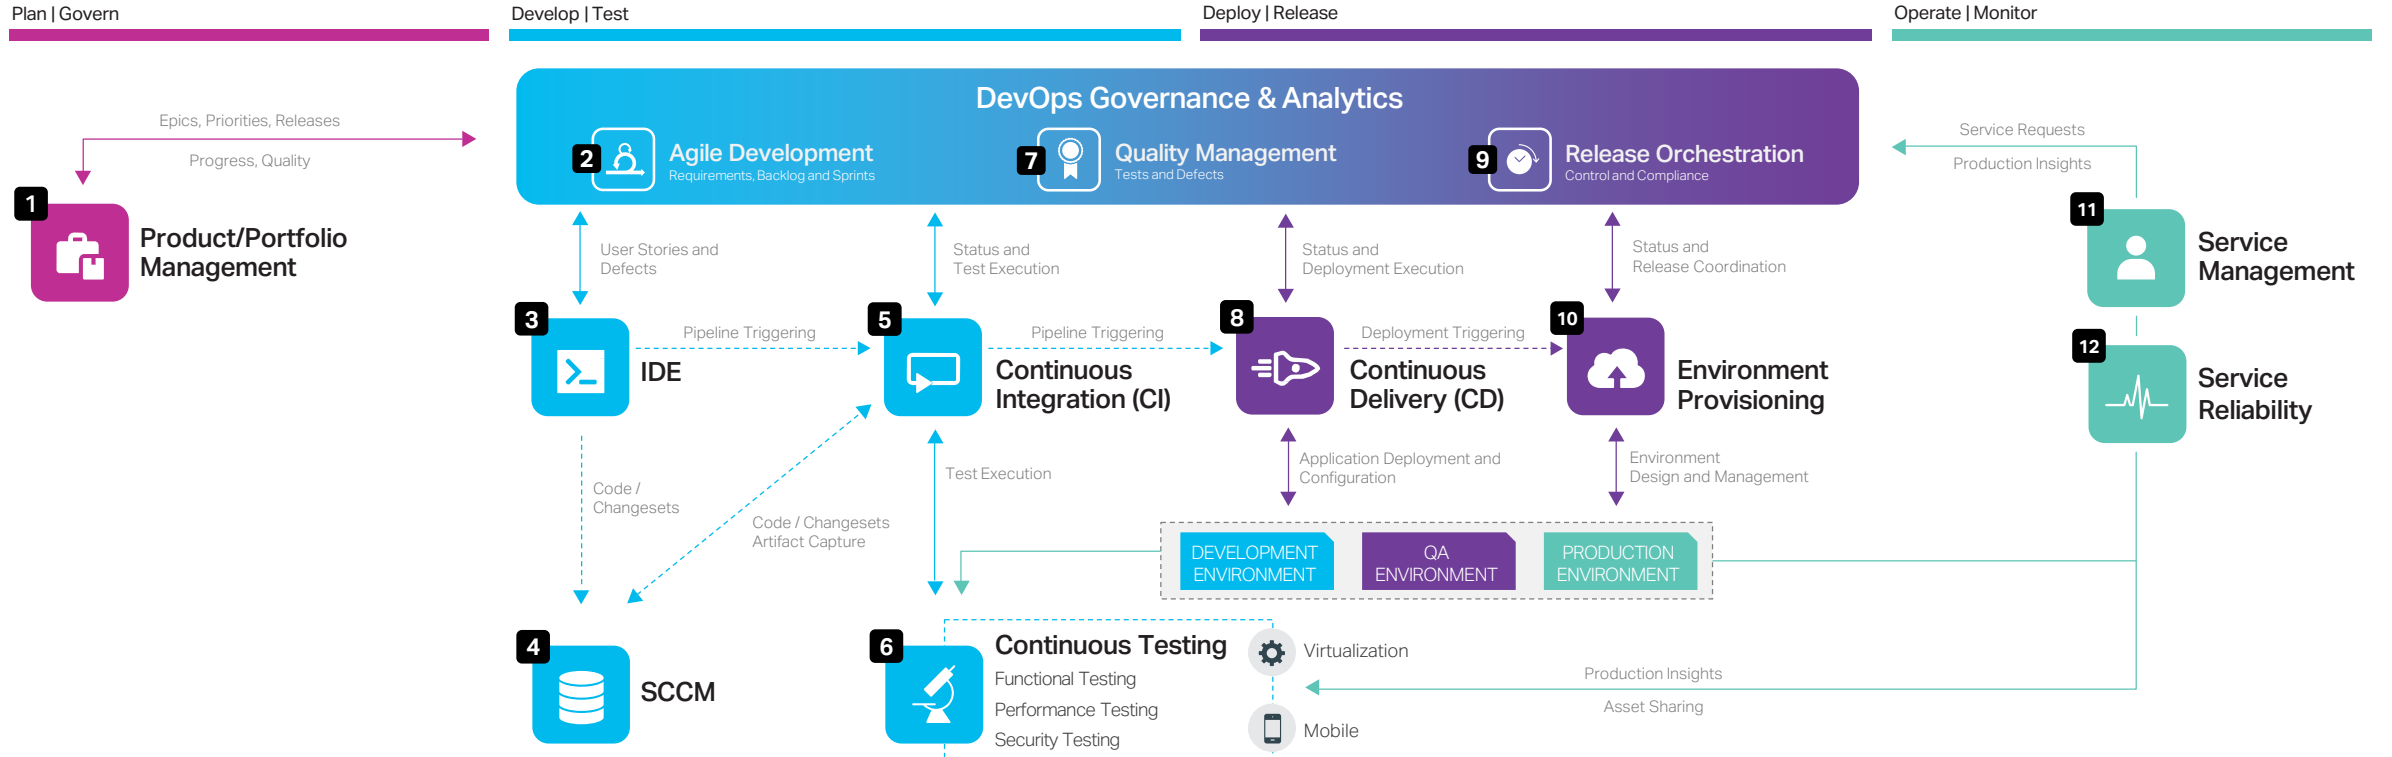 Plan | Govern
Develop | Test
Deploy | Release
Operate | Monitor
DevOps Governance & Analytics
Epics, Priorities, Releases
Progress, Quality
2
Agile Development
Requirements, Backlog and Sprints
7
Quality Management
Tests and Defects
9
Release Orchestration
Control and Compliance
Service Requests
Production Insights
1
Product/Portfolio
Management
User Stories and
Defects
Status and
Test Execution
Status and
Deployment Execution
Status and
Release Coordination
11
Service
Management
3
IDE
Pipeline Triggering
5
Continuous
Integration (CI)
Pipeline Triggering
8
Continuous
Delivery (CD)
Deployment Triggering
10
Environment
Provisioning
12
Service
Reliability
Code /
Changesets
Code / Changesets
Artifact Capture
Test Execution
Application Deployment and
Configuration
Environment
Design and Management
DEVELOPMENT
ENVIRONMENT
QA
ENVIRONMENT
PRODUCTION
ENVIRONMENT
4
SCCM
6
Continuous Testing
Functional Testing
Performance Testing
Security Testing
Virtualization
Mobile
Production Insights
Asset Sharing